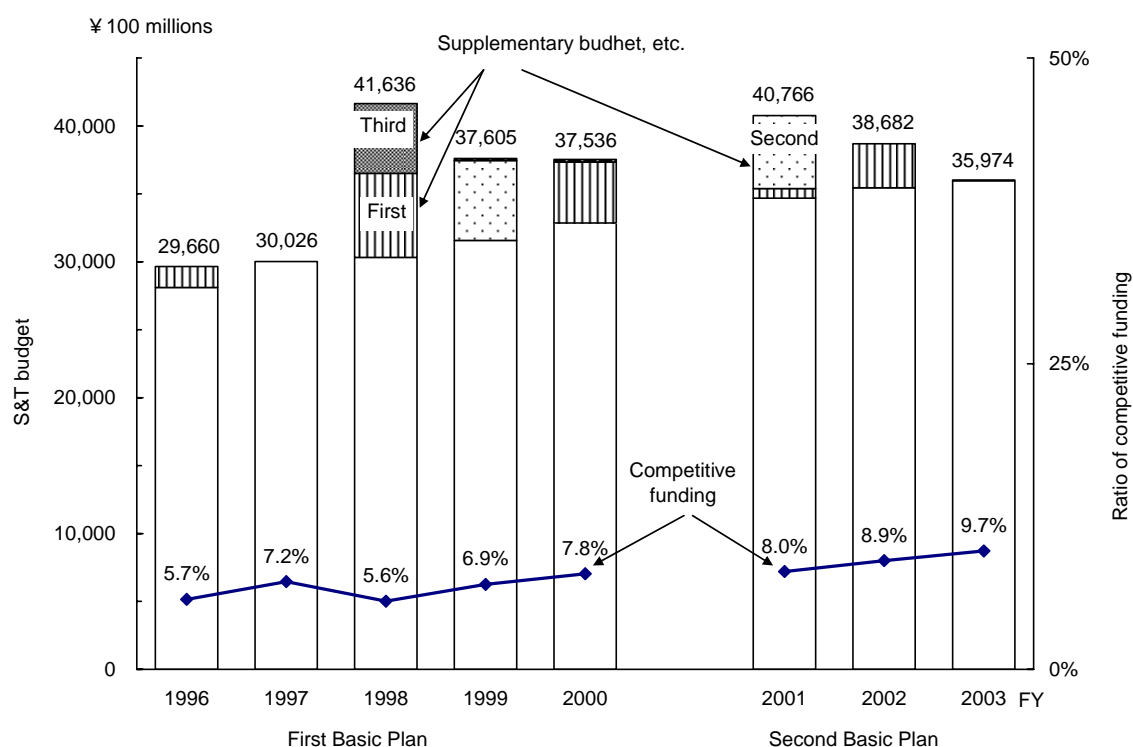 ¥ 100 millions
Supplementary budhet, etc.
50%
41,636
40,766
Third
40,000
37,605
37,536
Second
38,682
35,974
First
29,660
30,026
30,000
S&T budget
25%
Ratio of competitive funding
20,000
Competitive
funding
10,000
5.7%
7.2%
5.6%
6.9%
7.8%
8.0%
8.9%
9.7%
0
0%
1996
1997
1998
1999
2000
2001
2002
2003
FY
First Basic Plan
Second Basic Plan